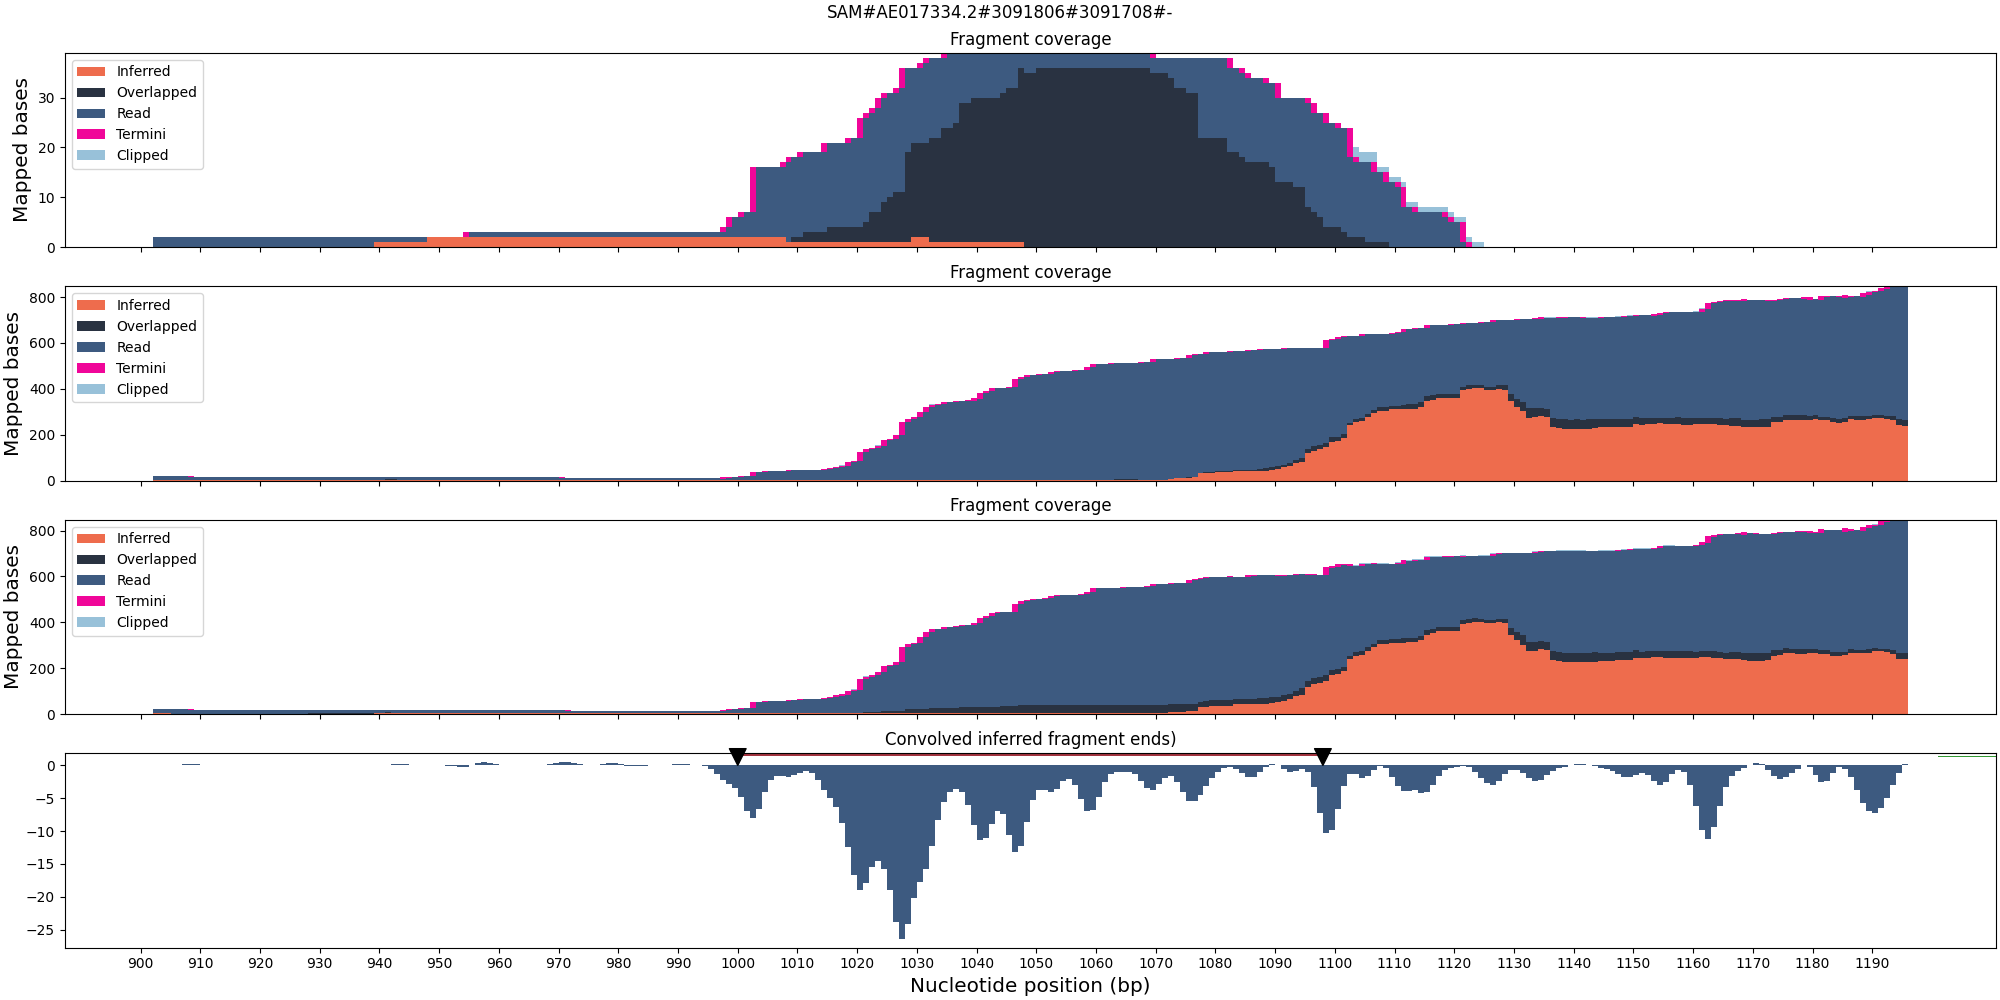 SAM#AE017334.2#3091806#3091708#-
Fragment coverage
Mapped bases
30
20
10
0
Inferred
Overlapped
Read
Termini
Clipped
Fragment coverage
Mapped bases
800
600
400
200
0
Inferred
Overlapped
Read
Termini
Clipped
Fragment coverage
Mapped bases
800
600
400
200
0
Inferred
Overlapped
Read
Termini
Clipped
Convolved inferred fragment ends)
0
−5
−10
−15
−20
−25
900 910 920 930 940 950 960 970 980 990 1000 1010 1020 1030 1040 1050 1060 1070 1080 1090 1100 1110 1120 1130 1140 1150 1160 1170 1180 1190
Nucleotide position (bp)